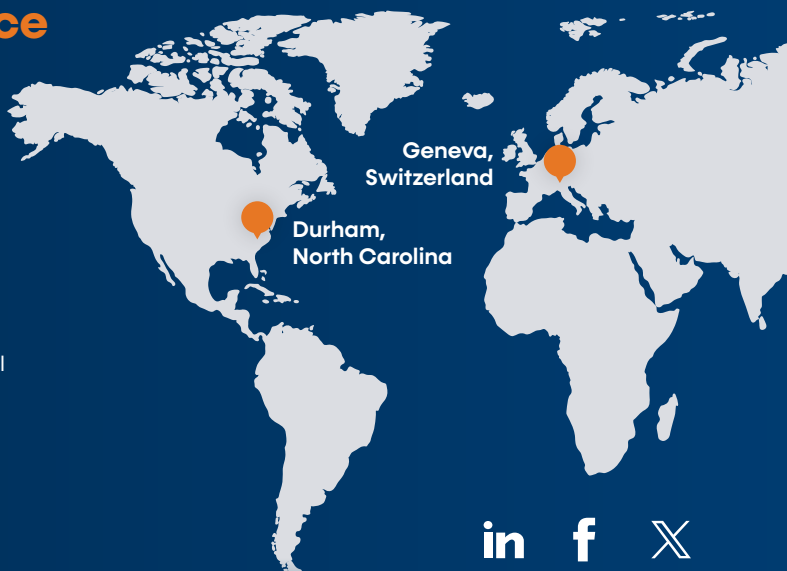 ce
Geneva,
Switzerland
Durham,
North Carolina
l
in f X